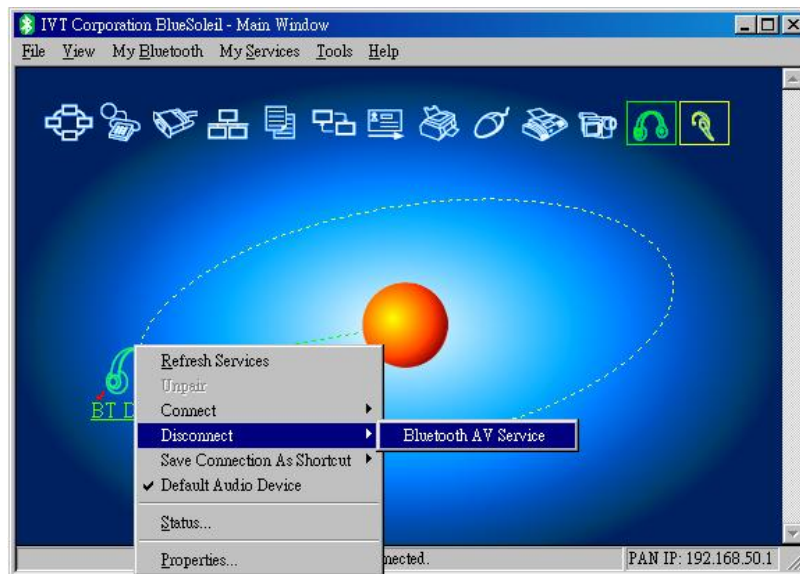 IVT Corporation BlueSoleil - Main Window
File View My Bluetooth My Services Tools Help
BT D
Refresh Services
Unpair
Connect
Disconnect
Bluetooth AV Service
Save Connection As Shortcut
Default Audio Device
Status...
Properties...
nected.
PAN IP: 192.168.50.1